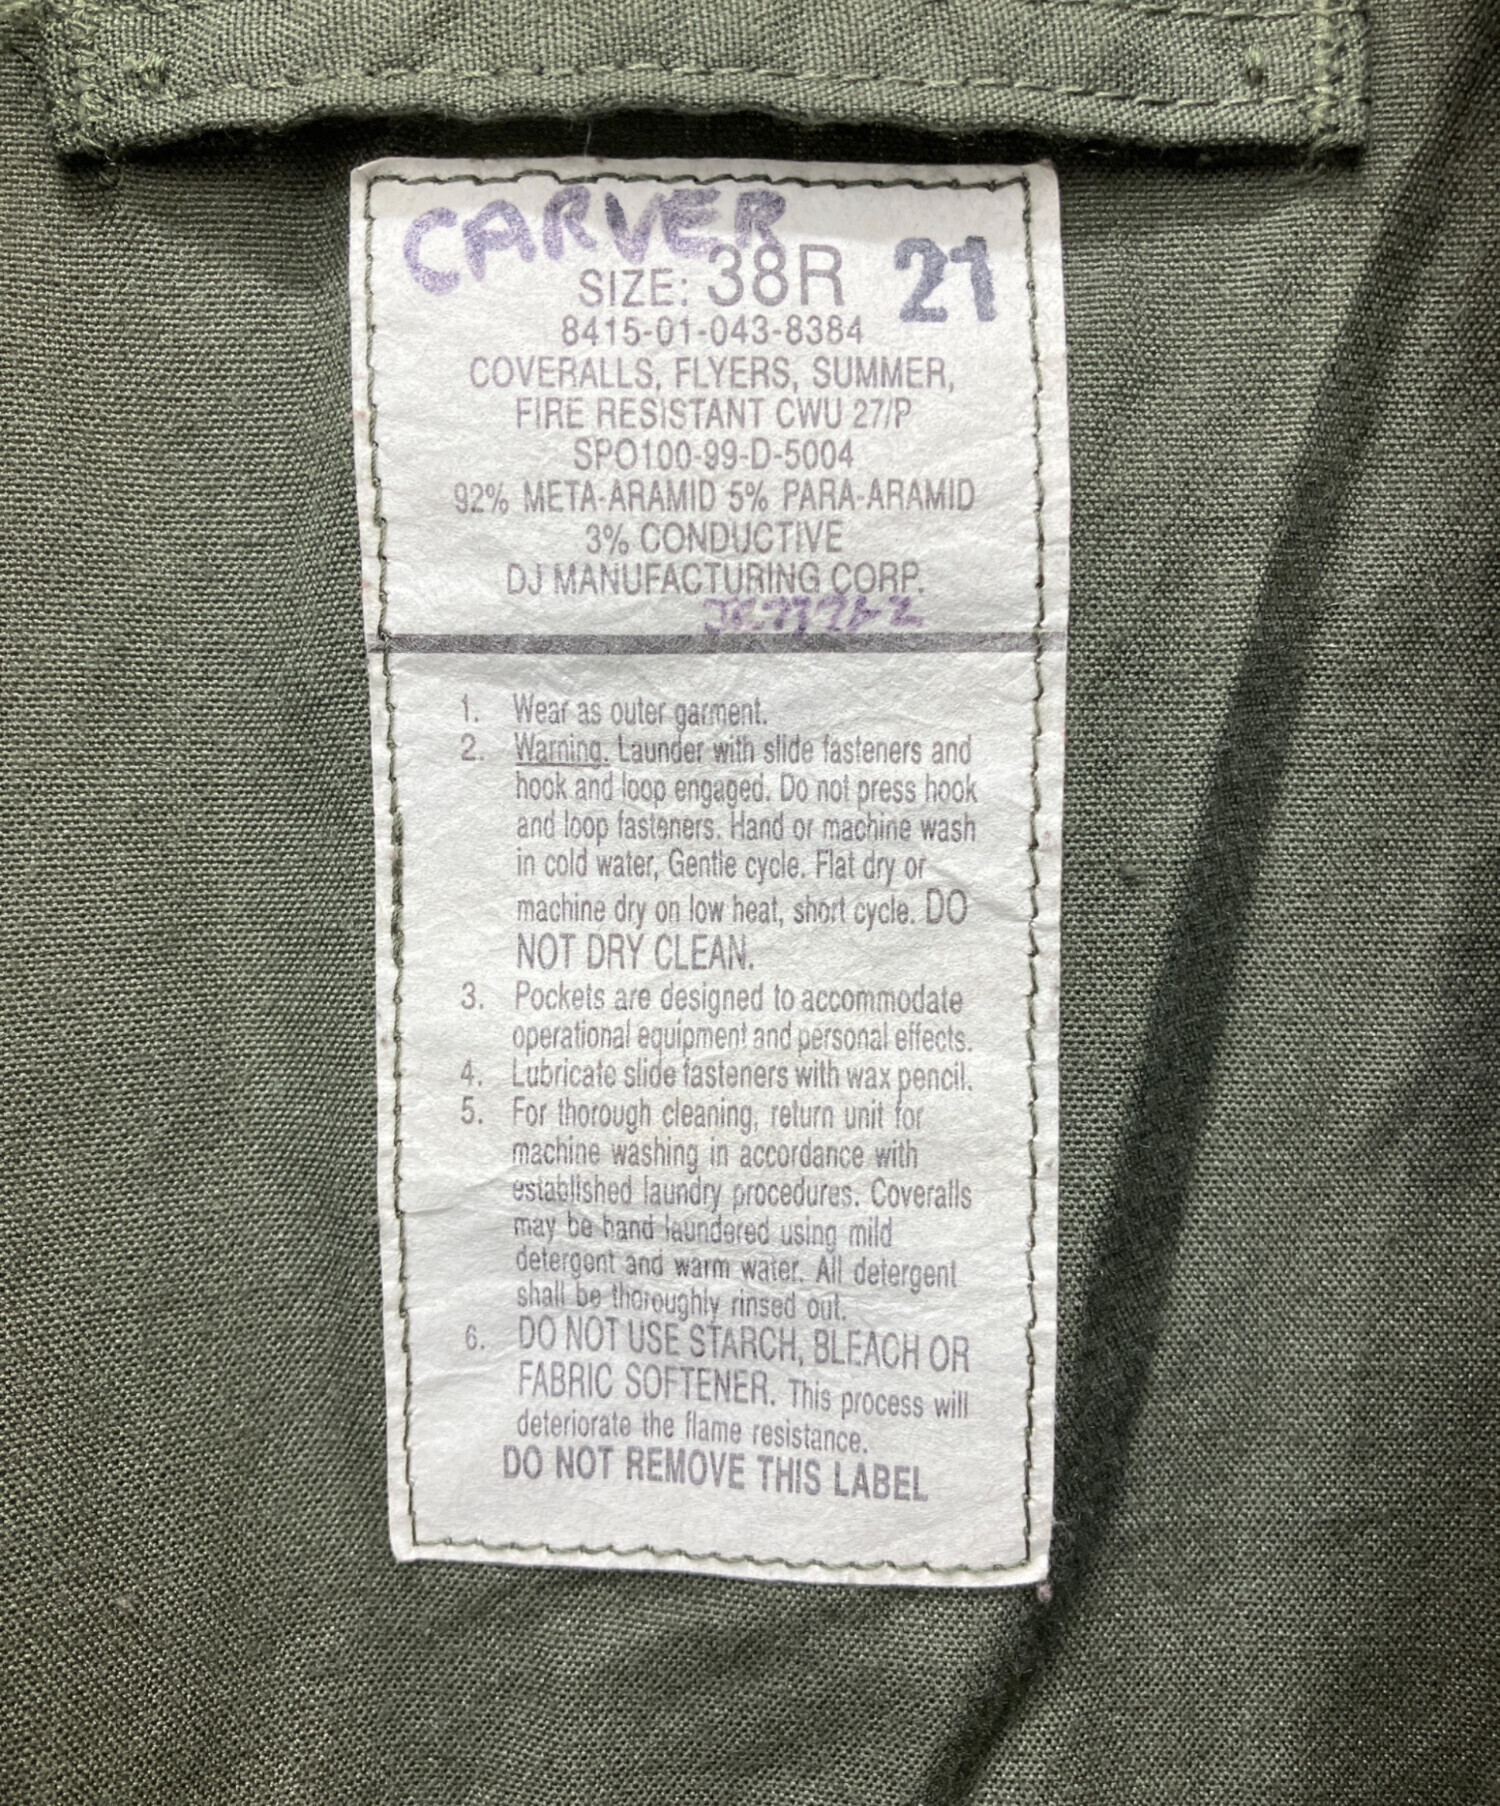 CARVER
SIZE: 38R 21
8415-01-043-8384
COVERALLS, FLYERS, SUMMER,
FIRE RESISTANT CWU 27/P
SPO100-99-D-5004
92% META-ARAMID 5% PARA-ARAMID
3% CONDUCTIVE
DJ MANUFACTURING CORP.
1. Wear as outer garment.
2. Warning. Launder with slide fasteners and
hook and loop engaged. Do not press hook
and loop fasteners. Hand or machine wash
in cold water, Gentle cycle. Flat dry or
machine dry on low heat, short cycle. DO
NOT DRY CLEAN.
3. Pockets are designed to accommodate
operational equipment and personal effects.
4. Lubricate slide fasteners with wax pencil.
5. For thorough cleaning, return unit for
machine washing in accordance with
established laundry procedures. Coveralls
may be hand laundered using mild
detergent and warm water. All detergent
shall be thoroughly rinsed out.
6. DO NOT USE STARCH, BLEACH OR
FABRIC SOFTENER. This process will
deteriorate the flame resistance.
DO NOT REMOVE THIS LABEL